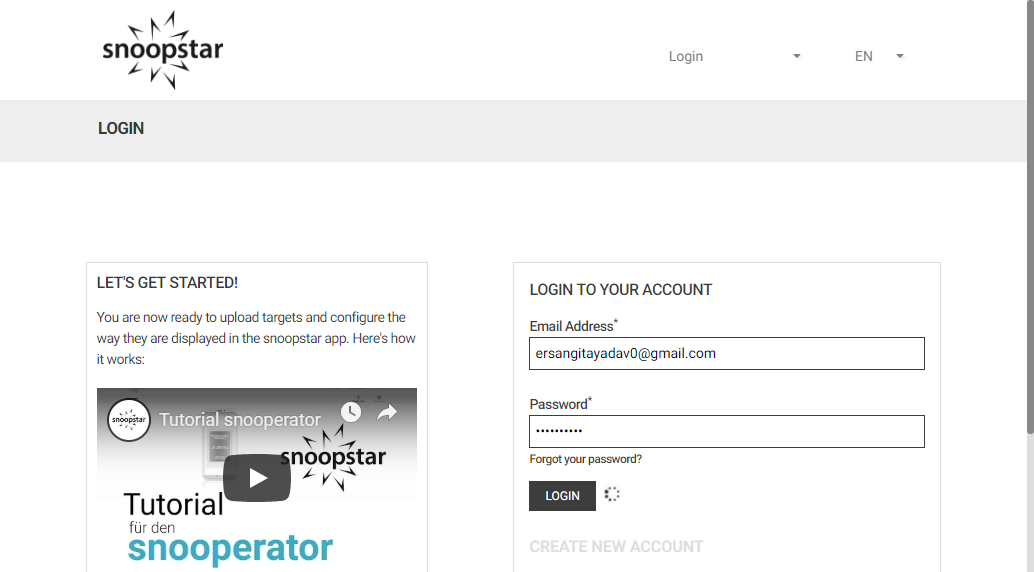 snoopstar
Login
EN
LOGIN
LET'S GET STARTED!
You are now ready to upload targets and configure the
way they are displayed in the snoopstar app. Here's how
it works:
snoopstar
Tutorial snooperator
snoopstar
Tutorial
für den
snooperator
LOGIN TO YOUR ACCOUNT
Email Address*
ersangitayadav0@gmail.com
Password*
••••••••••
Forgot your password?
LOGIN
CREATE NEW ACCOUNT